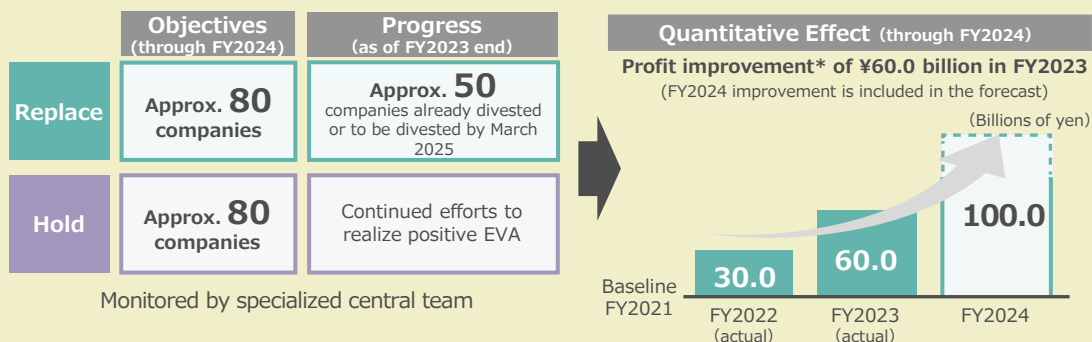 Objectives
(through FY2024)
Progress
(as of FY2023 end)
Replace
Approx. 80
companies
Approx. 50
companies already divested
or to be divested by March
2025
Hold
Approx. 80
companies
Continued efforts to
realize positive EVA
Monitored by specialized central team
Quantitative Effect (through FY2024)
Profit improvement* of ¥60.0 billion in FY2023
(FY2024 improvement is included in the forecast)
(Billions of yen)
Baseline
FY2021
30.0
60.0
100.0
FY2022
(actual)
FY2023
(actual)
FY2024